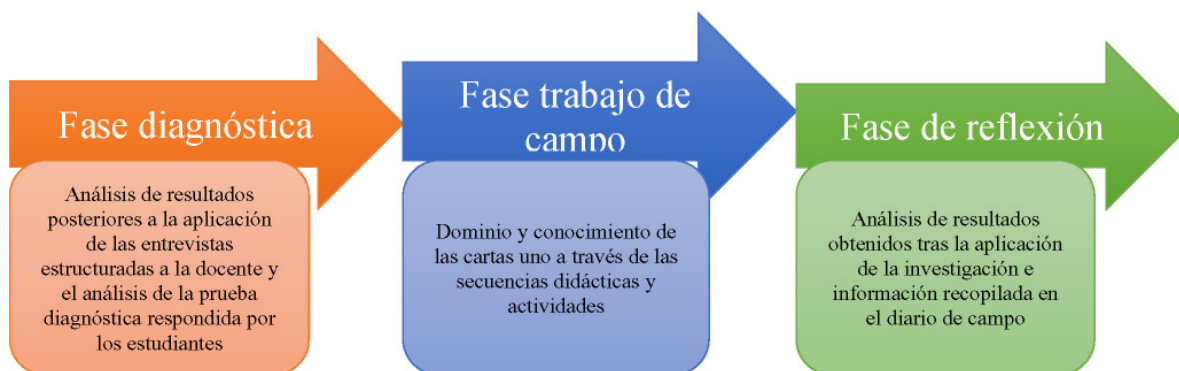 Fase diagnóstica
Análisis de resultados
posteriores a la aplicación
de las entrevistas
estructuradas a la docente y
el análisis de la prueba
diagnóstica respondida por
los estudiantes
Fase trabajo de
campo
Dominio y conocimiento de
las cartas uno a través de las
secuencias didácticas y
actividades
Fase de reflexión
Análisis de resultados
obtenidos tras la aplicación
de la investigación e
información recopilada en
el diario de campo